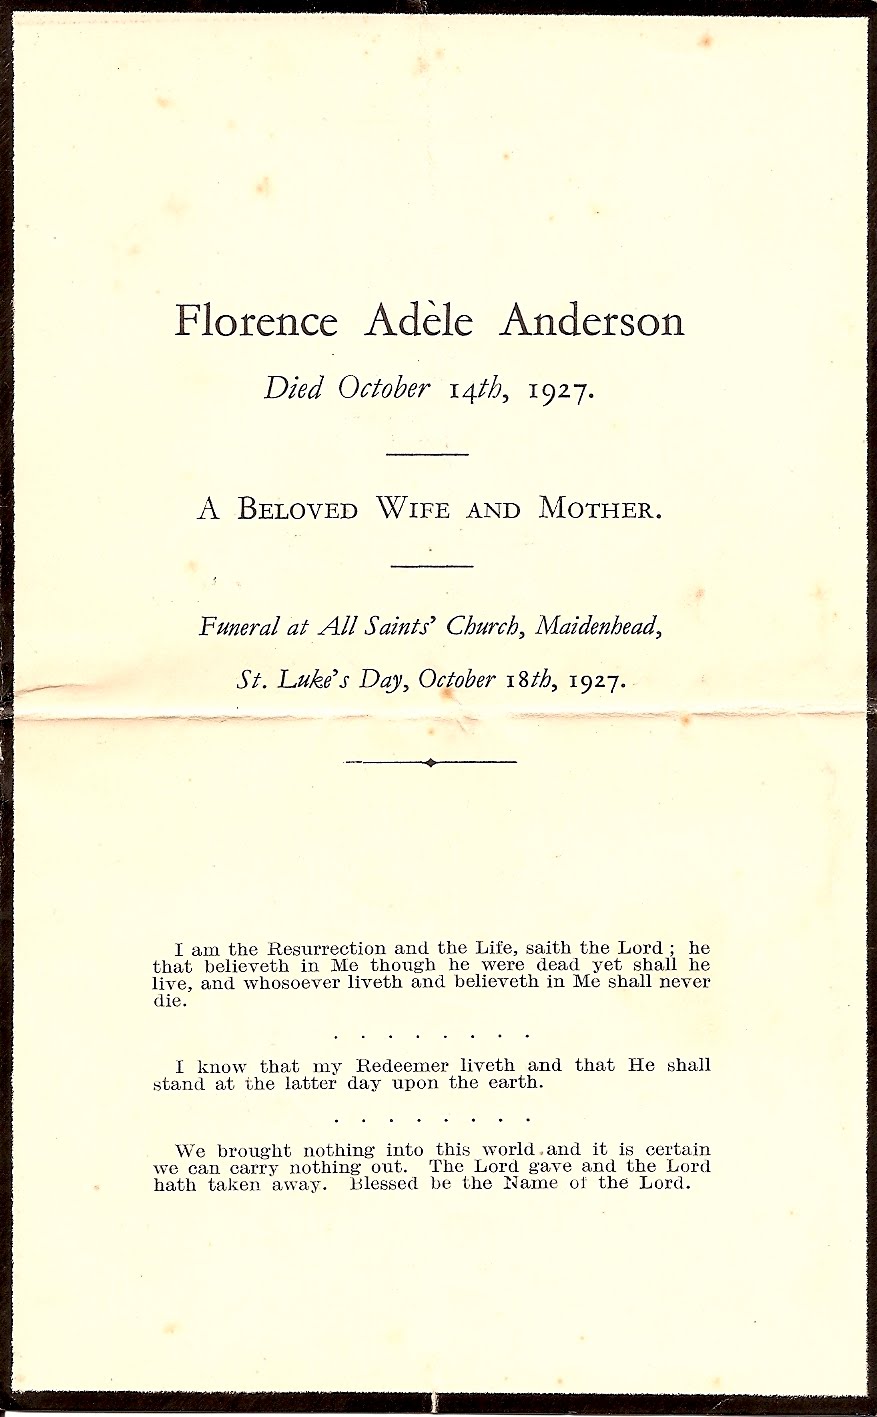 Florence Adèle Anderson
Died October 14th, 1927.
A BELOVED WIFE AND MOTHER.
Funeral at All Saints' Church, Maidenhead,
St. Luke's Day, October 18th, 1927.
I am the Resurrection and the Life, saith the Lord ; he
that believeth in Me though he were dead yet shall he
live, and whosoever liveth and believeth in Me shall never
die.
. . . . . . . .
I know that my Redeemer liveth and that He shall
stand at the latter day upon the earth.
. . . . . . . .
We brought nothing into this world and it is certain
we can carry nothing out. The Lord gave and the Lord
hath taken away. Blessed be the Name of the Lord.